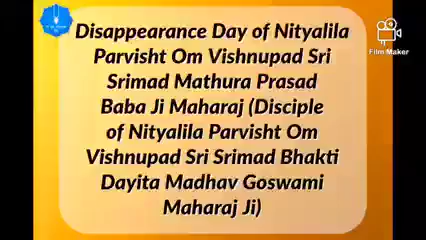 Disappearance Day of Nityalila
Parvisht Om Vishnupad Sri
Srimad Mathura Prasad
Baba Ji Maharaj (Disciple
of Nityalila Parvisht Om
Vishnupad Sri Srimad Bhakti
Dayita Madhav Goswami
Maharaj Ji)
Film Maker